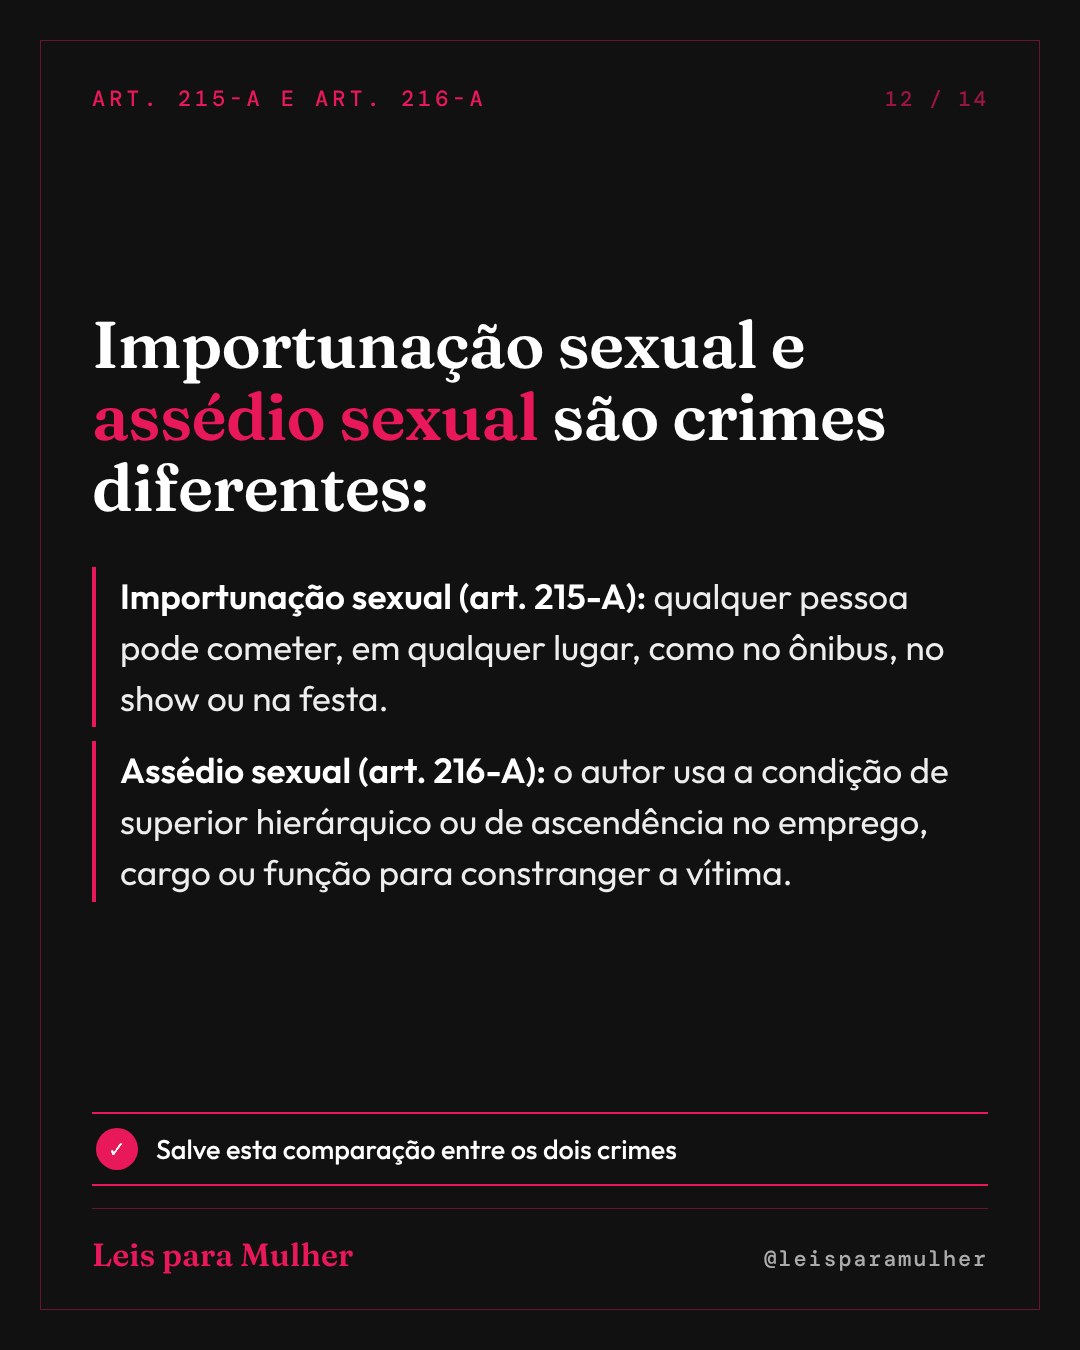 ART. 215-A E ART. 216-A
12 / 14
Importunação sexual e
assédio sexual são crimes
diferentes:
Importunação sexual (art. 215-A): qualquer pessoa
pode cometer, em qualquer lugar, como no ônibus, no
show ou na festa.
Assédio sexual (art. 216-A): o autor usa a condição de
superior hierárquico ou de ascendência no emprego,
cargo ou função para constranger a vítima.
✓ Salve esta comparação entre os dois crimes
Leis para Mulher
@leisparamulher